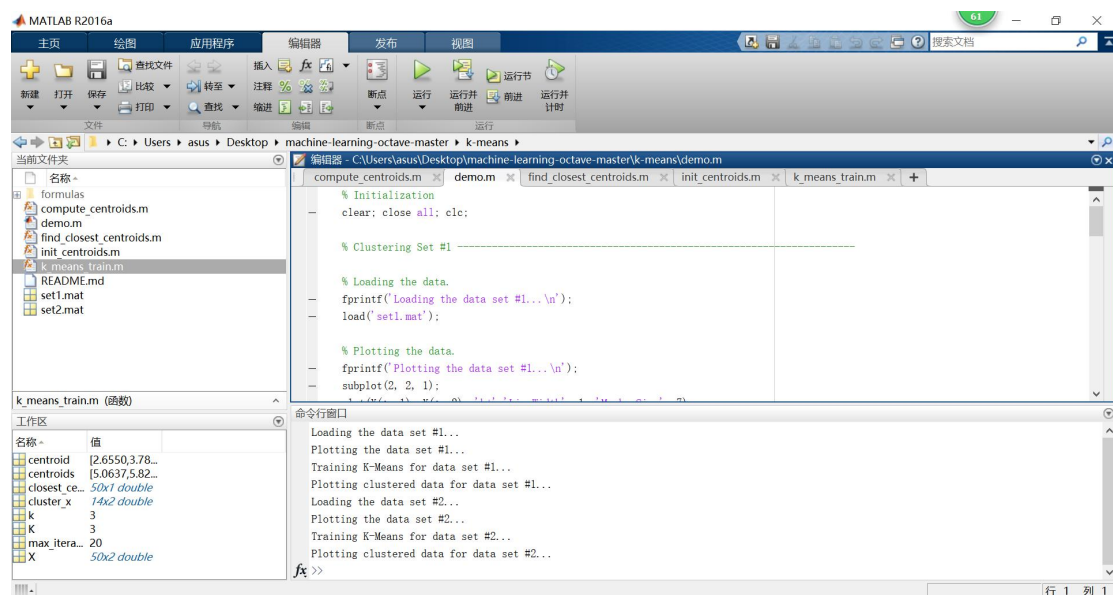 MATLAB R2016a
61
主页 绘图 应用程序 编辑器 发布 视图
搜索文档
新建 打开 保存 查找文件 比较 打印
转至 查找
插入 注释 缩进
fx
断点 运行 运行并前进 运行节 前进 运行并计时
文件 导航 编辑 断点 运行
C: Users asus Desktop machine-learning-octave-master k-means
当前文件夹
名称
formulas
compute_centroids.m
demo.m
find_closest_centroids.m
init_centroids.m
k_means_train.m
README.md
set1.mat
set2.mat
k_means_train.m (函数)
工作区
名称 值
centroid [2.6550,3.78...
centroids [5.0637,5.82...
closest_ce... 50x1 double
cluster_x 14x2 double
k 3
K 3
max_itera... 20
X 50x2 double
编辑器 - C:\Users\asus\Desktop\machine-learning-octave-master\k-means\demo.m
compute_centroids.m demo.m find_closest_centroids.m init_centroids.m k_means_train.m +
% Initialization
clear; close all; clc;
% Clustering Set #1 ----------------------------------------------------------
% Loading the data.
fprintf('Loading the data set #1...\n');
load('set1.mat');
% Plotting the data.
fprintf('Plotting the data set #1...\n');
subplot(2, 2, 1);
命令行窗口
Loading the data set #1...
Plotting the data set #1...
Training K-Means for data set #1...
Plotting clustered data for data set #1...
Loading the data set #2...
Plotting the data set #2...
Training K-Means for data set #2...
Plotting clustered data for data set #2...
fx >>
行 1 列 1